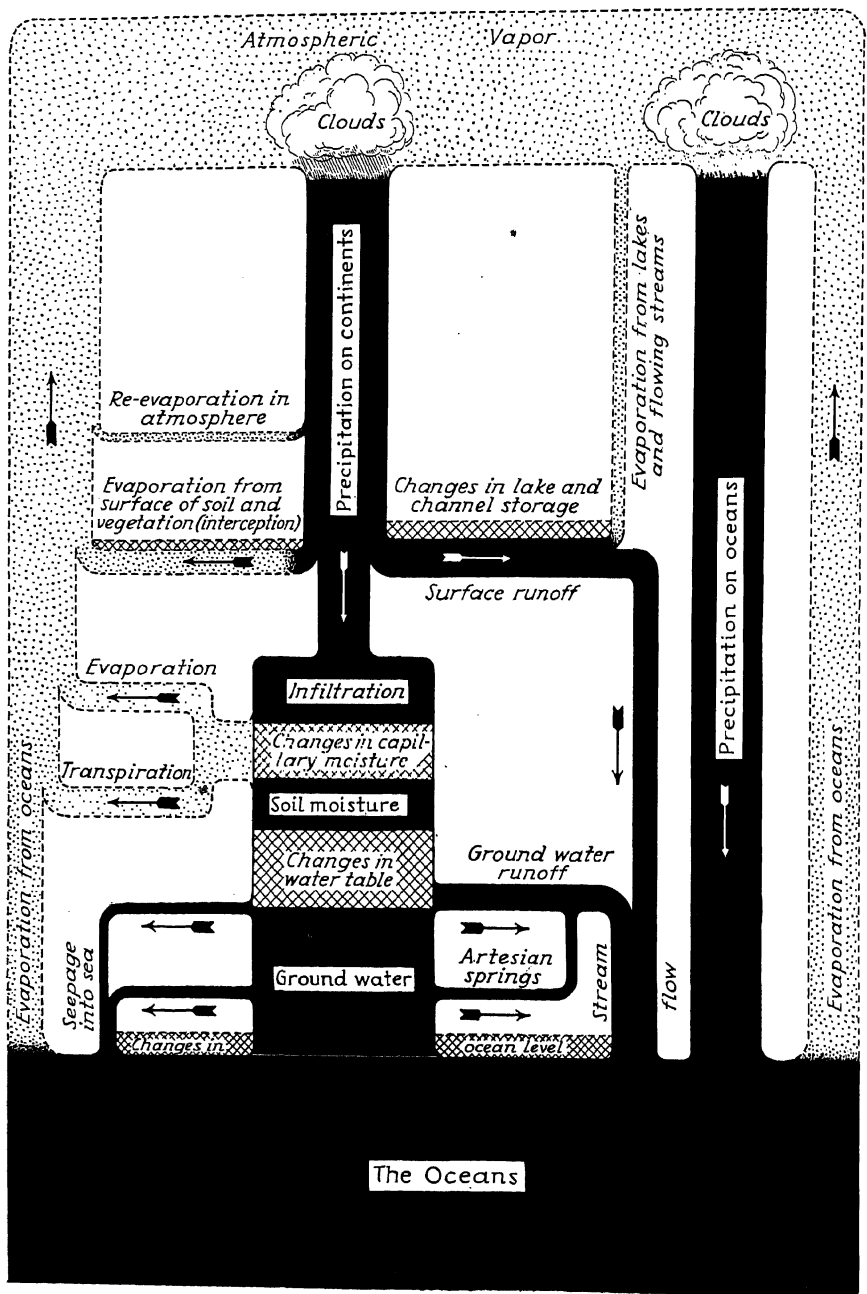 Atmospheric Vapor
Clouds
Clouds
Precipitation on continents
Evaporation from lakes
and flowing streams
Re-evaporation in
atmosphere
Evaporation from
surface of soil and
vegetation (interception)
Changes in lake and
channel storage
Surface runoff
Precipitation on oceans
Evaporation
Infiltration
Changes in capil-
lary moisture
Transpiration
Soil moisture
Changes in
water table
Ground water
runoff
Evaporation from oceans
Evaporation from oceans
Seepage
into sea
Ground water
Artesian
springs
Stream flow
Changes in ocean level
The Oceans